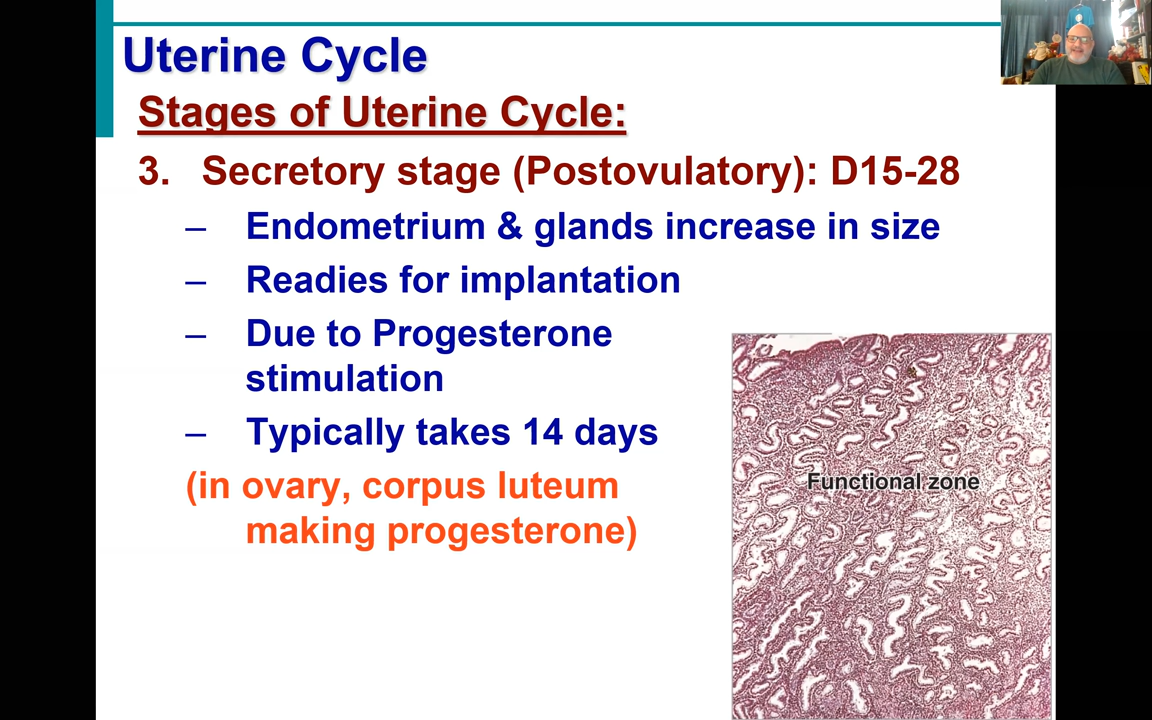 Uterine Cycle
Stages of Uterine Cycle:
3. Secretory stage (Postovulatory): D15-28
– Endometrium & glands increase in size
– Readies for implantation
– Due to Progesterone
stimulation
– Typically takes 14 days
(in ovary, corpus luteum
making progesterone)
Functional zone